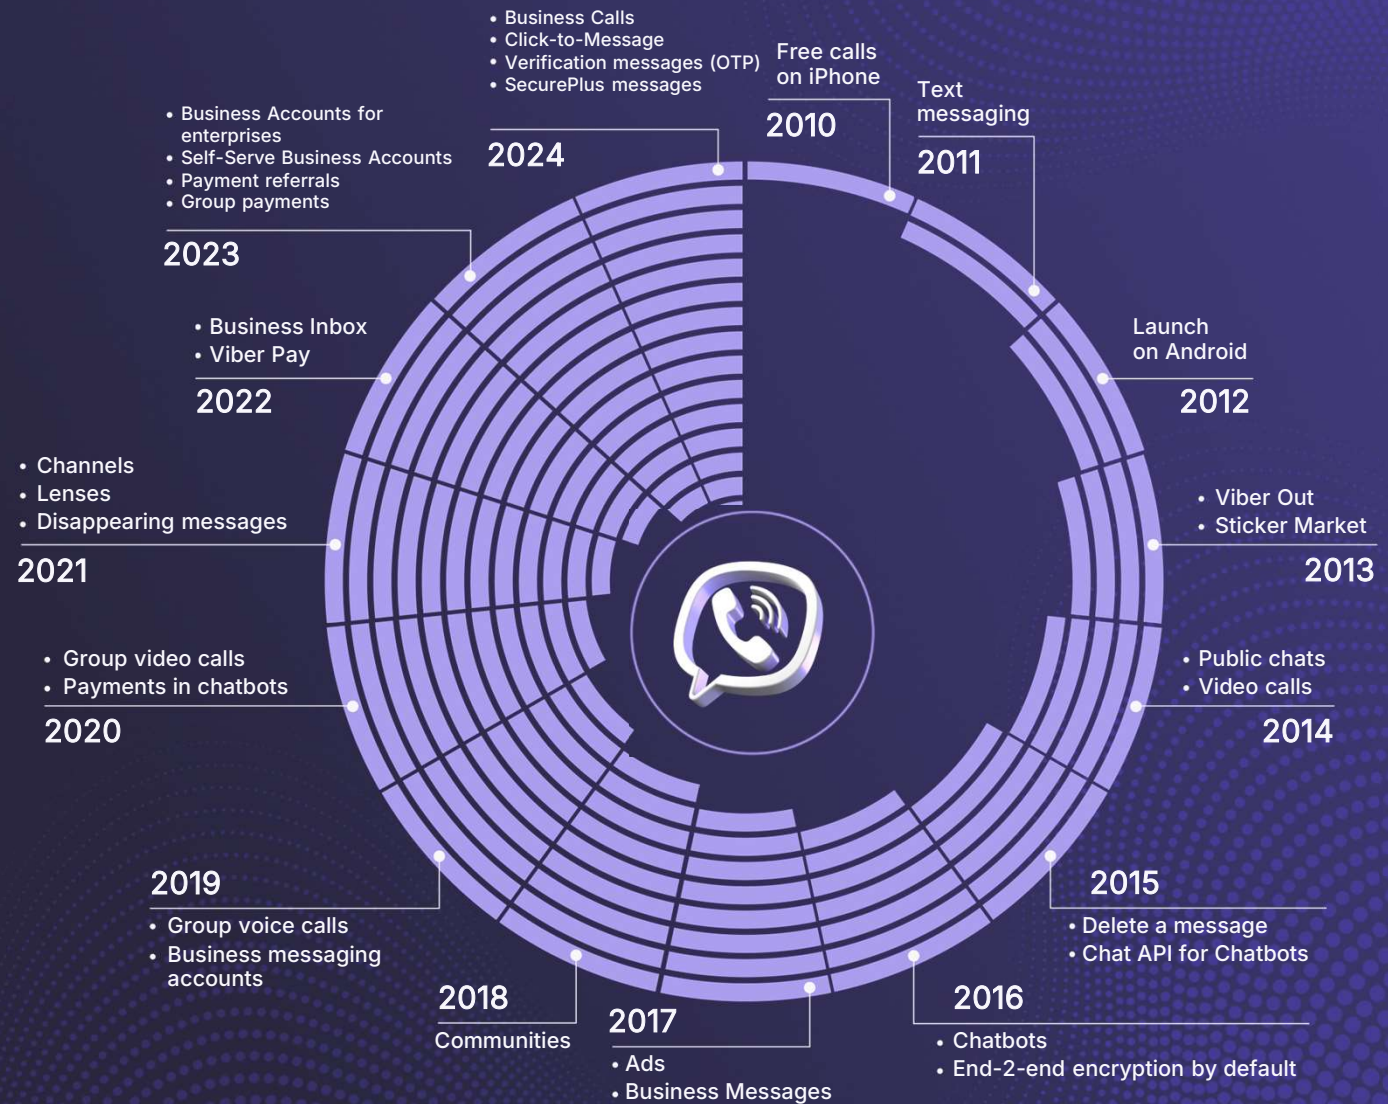 • Business Calls
• Click-to-Message
• Verification messages (OTP)
• SecurePlus messages
2024
Free calls
on iPhone
2010
Text
messaging
2011
Launch
on Android
2012
• Viber Out
• Sticker Market
2013
• Public chats
• Video calls
2014
2015
• Delete a message
• Chat API for Chatbots
2016
• Chatbots
• End-2-end encryption by default
2017
• Ads
• Business Messages
2018
Communities
2019
• Group voice calls
• Business messaging
accounts
• Group video calls
• Payments in chatbots
2020
• Channels
• Lenses
• Disappearing messages
2021
• Business Inbox
• Viber Pay
2022
• Business Accounts for
enterprises
• Self-Serve Business Accounts
• Payment referrals
• Group payments
2023